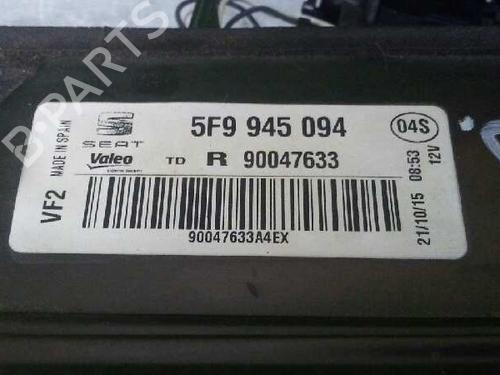 B-PARTS
MADE IN SPAIN
VF2
SEAT
Valeo
5F9 945 094
TD R 90047633
90047633A4EX
04S
21/10/15 08:53
12V